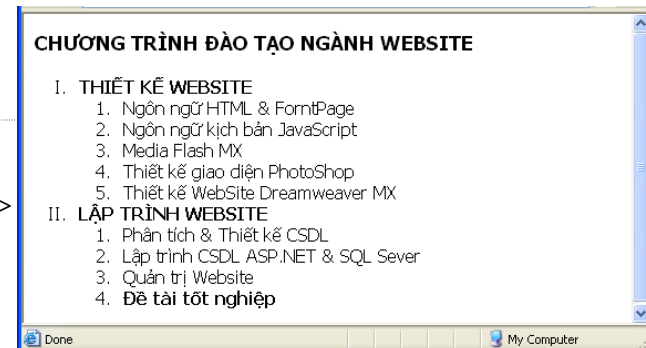 CHƯƠNG TRÌNH ĐÀO TẠO NGÀNH WEBSITE
I. THIẾT KẾ WEBSITE
1. Ngôn ngữ HTML & ForntPage
2. Ngôn ngữ kịch bản JavaScript
3. Media Flash MX
4. Thiết kế giao diện PhotoShop
5. Thiết kế WebSite Dreamweaver MX
>
II. LẬP TRÌNH WEBSITE
1. Phân tích & Thiết kế CSDL
2. Lập trình CSDL ASP.NET & SQL Sever
3. Quản trị Website
4. Đề tài tốt nghiệp
Done My Computer